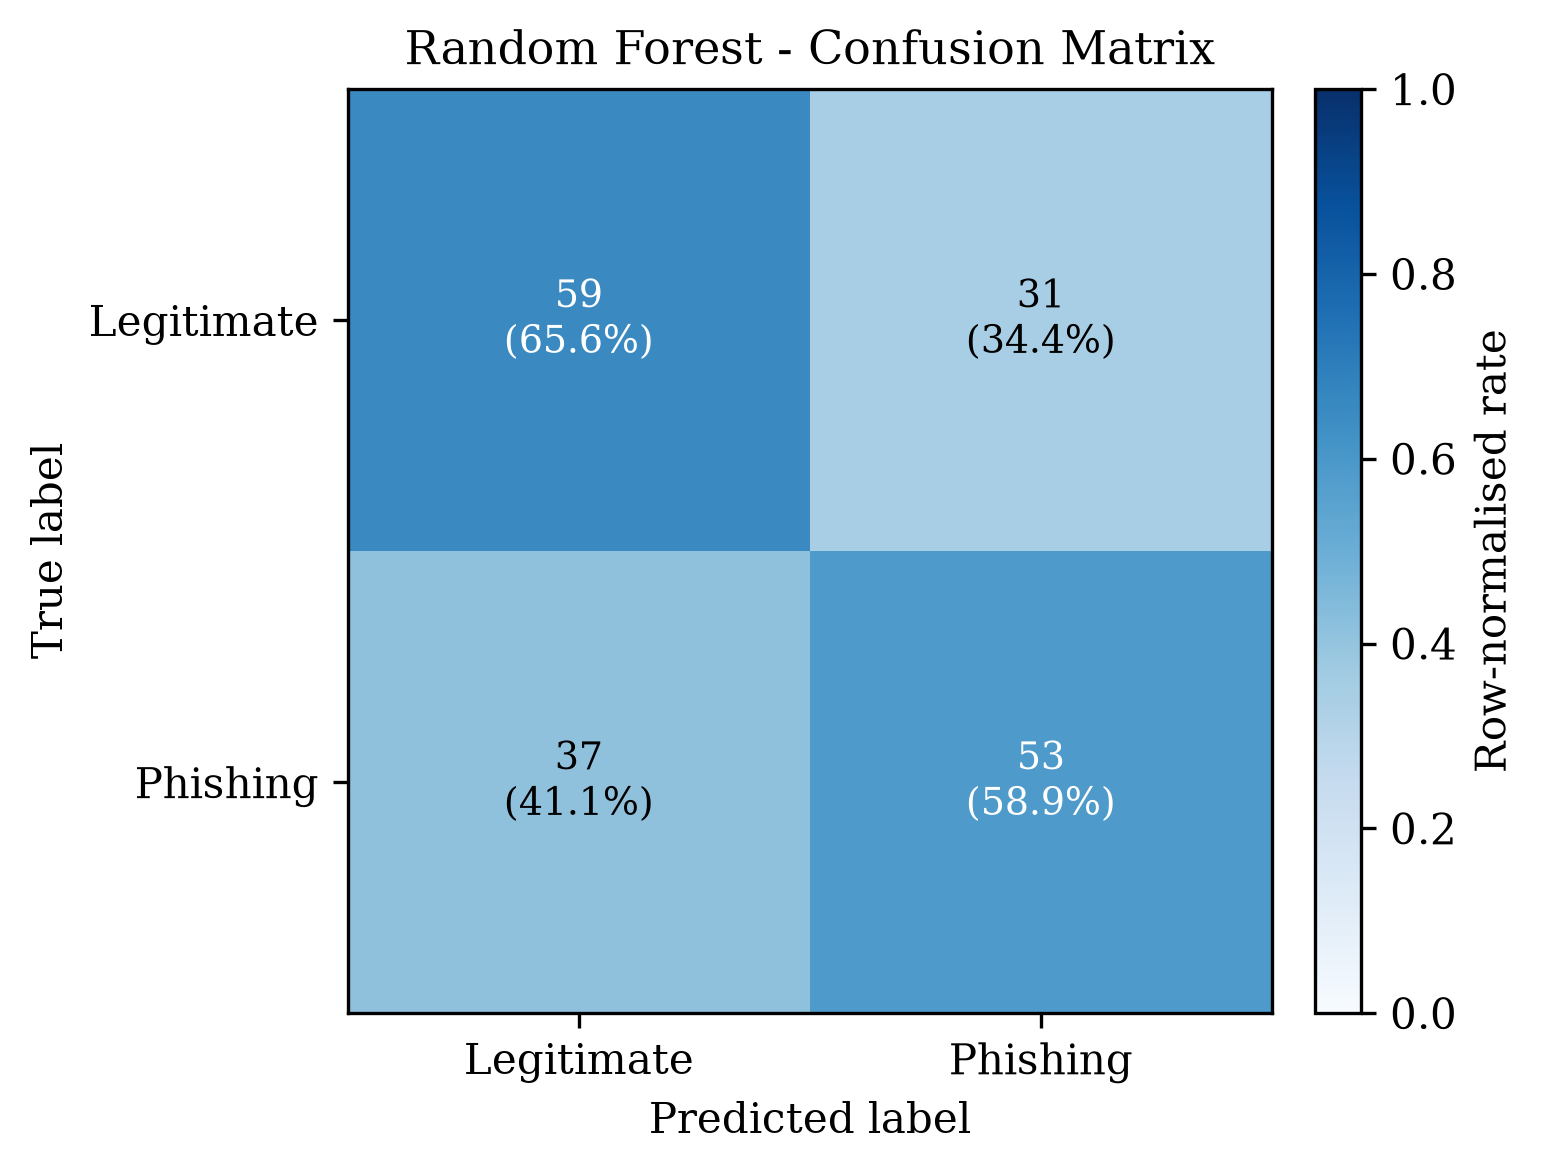 Random Forest - Confusion Matrix
True label
Legitimate
Phishing
59
(65.6%)
31
(34.4%)
37
(41.1%)
53
(58.9%)
Legitimate
Phishing
Predicted label
1.0
0.8
0.6
0.4
0.2
0.0
Row-normalised rate